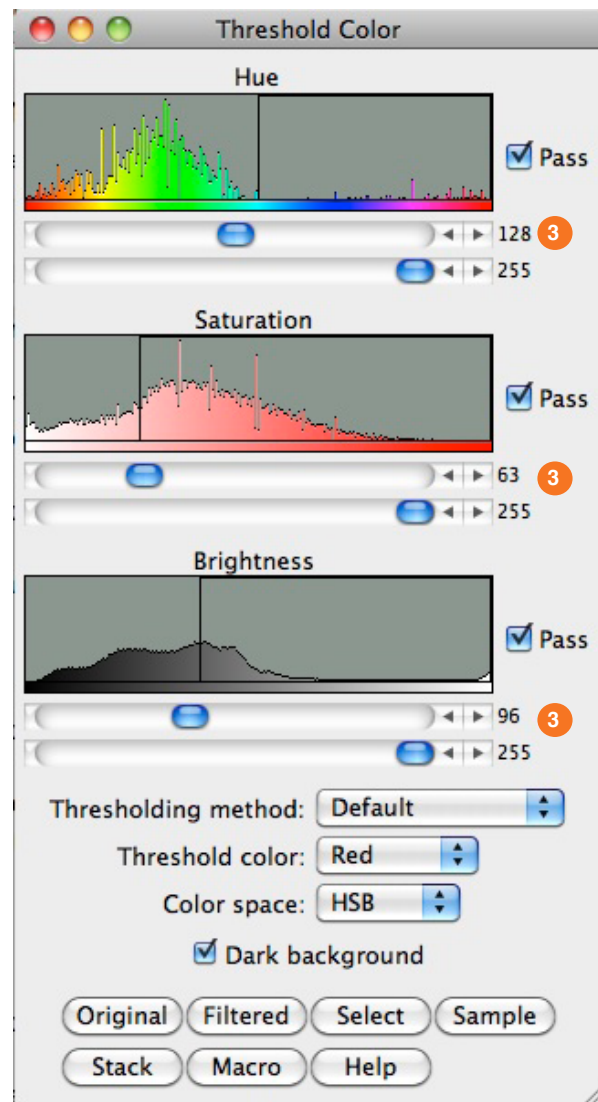 Threshold Color
Hue
Pass
128 3
255
Saturation
Pass
63 3
255
Brightness
Pass
96 3
255
Thresholding method: Default
Threshold color: Red
Color space: HSB
Dark background
Original Filtered Select Sample
Stack Macro Help